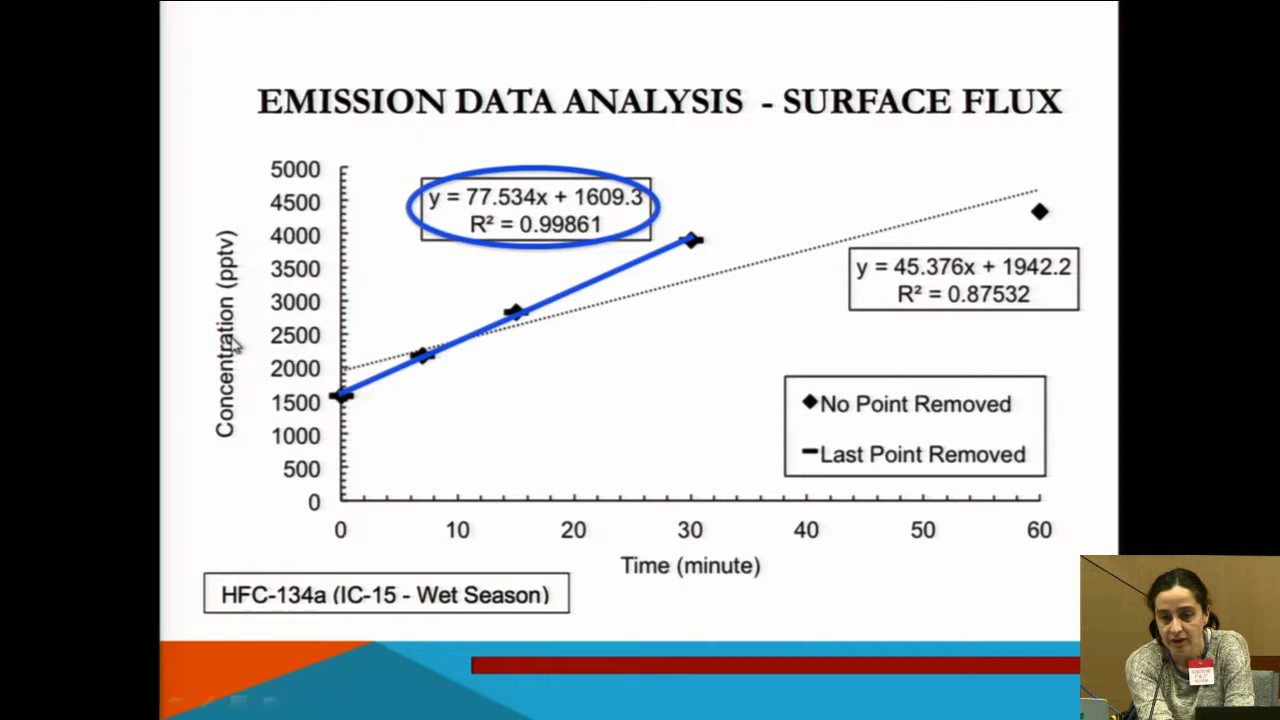 EMISSION DATA ANALYSIS - SURFACE FLUX
5000
4500
4000
3500
3000
2500
2000
1500
1000
500
0
Concentration (pptv)
y = 77.534x + 1609.3
R² = 0.99861
y = 45.376x + 1942.2
R² = 0.87532
No Point Removed
Last Point Removed
0 10 20 30 40 50 60
Time (minute)
HFC-134a (IC-15 - Wet Season)
VISITOR